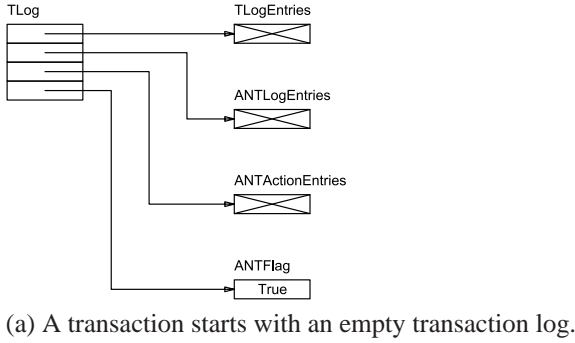 TLog
TLogEntries
ANTLogEntries
ANTActionEntries
ANTFlag
True
(a) A transaction starts with an empty transaction log.